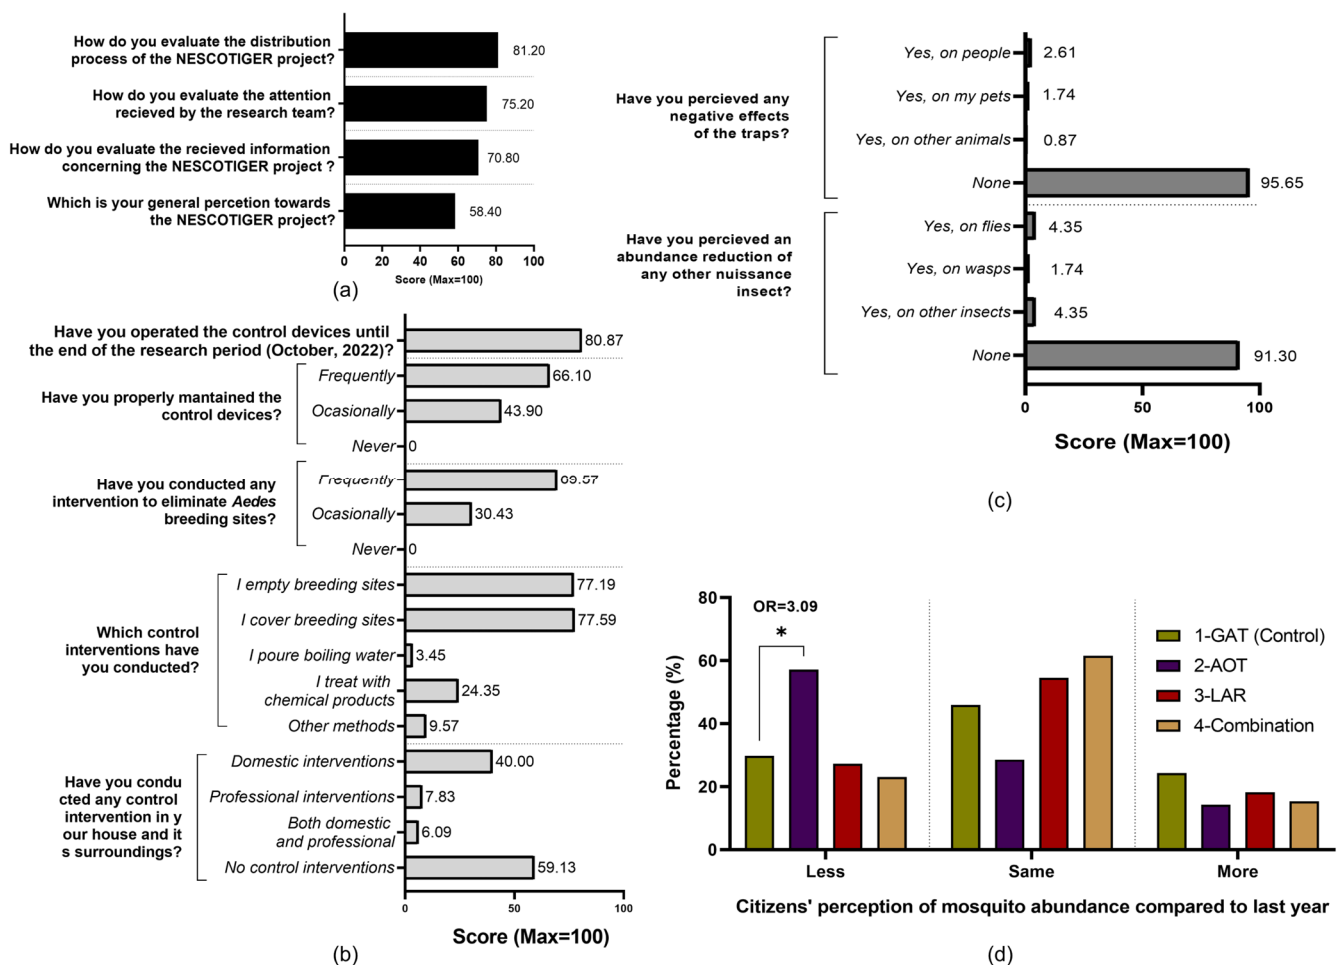 How do you evaluate the distribution
process of the NESCOTIGER project?
81.20
How do you evaluate the attention
recieved by the research team?
75.20
How do you evaluate the recieved information
concerning the NESCOTIGER project ?
70.80
Which is your general percetion towards
the NESCOTIGER project?
58.40
0 20 40 60 80 100
Score (Max=100)
(a)
Have you operated the control devices until
the end of the research period (October, 2022)?
80.87
Have you properly mantained the
control devices?
Frequently 66.10
Ocasionally 43.90
Never 0
Have you conducted any
intervention to eliminate Aedes
breeding sites?
Frequently 69.57
Ocasionally 30.43
Never 0
Which control
interventions have
you conducted?
I empty breeding sites 77.19
I cover breeding sites 77.59
I poure boiling water 3.45
I treat with
chemical products
24.35
Other methods 9.57
Have you condu
cted any control
intervention in y
our house and it
s surroundings?
Domestic interventions 40.00
Professional interventions 7.83
Both domestic
and professional
6.09
No control interventions 59.13
0 50 100
Score (Max=100)
(b)
Have you percieved any
negative effects
of the traps?
Yes, on people 2.61
Yes, on my pets 1.74
Yes, on other animals 0.87
None 95.65
Have you percieved an
abundance reduction of
any other nuissance
insect?
Yes, on flies 4.35
Yes, on wasps 1.74
Yes, on other insects 4.35
None 91.30
0 50 100
Score (Max=100)
(c)
Percentage (%)
80
60
40
20
0
OR=3.09
*
1-GAT (Control)
2-AOT
3-LAR
4-Combination
Less Same More
Citizens' perception of mosquito abundance compared to last year
(d)